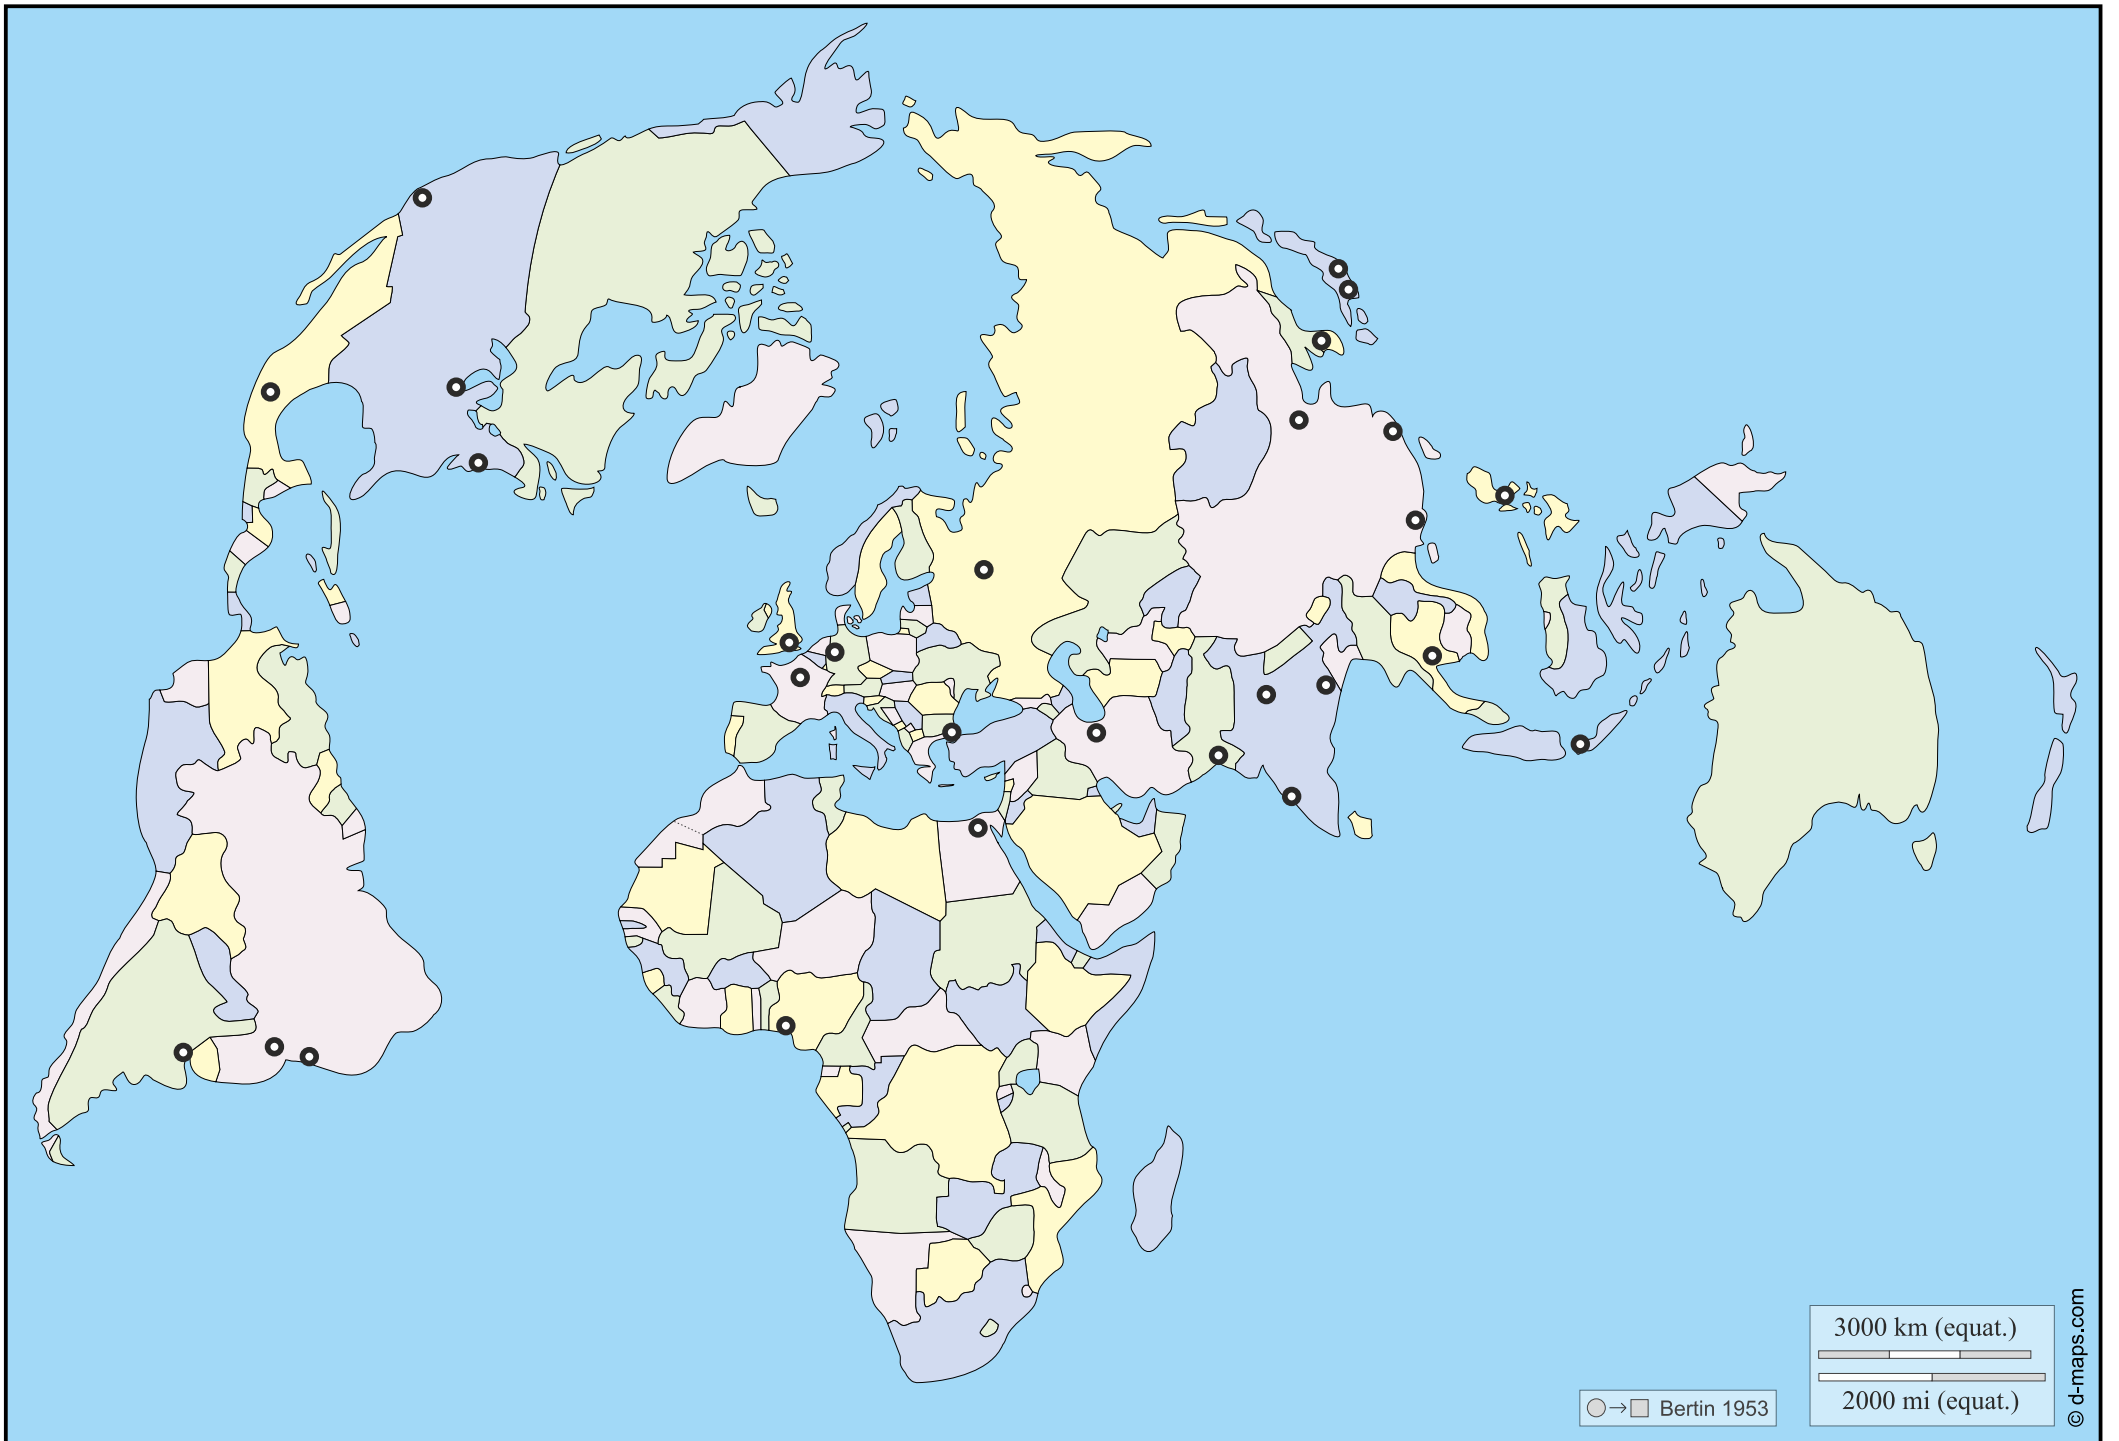 3000 km (equat.)
2000 mi (equat.)
Bertin 1953
© d-maps.com